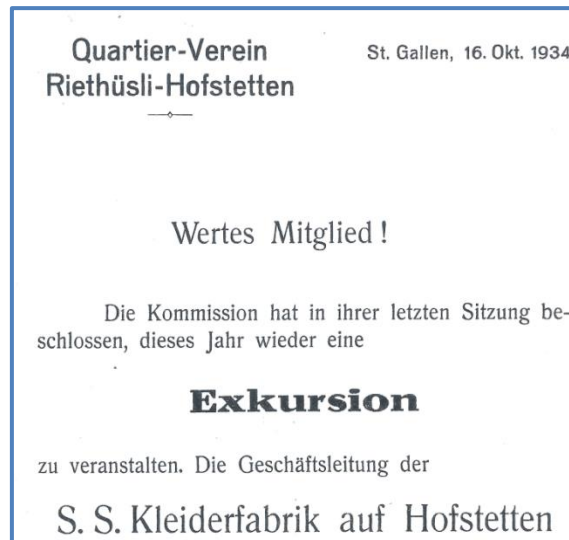 Quartier-Verein
Riethüsli-Hofstetten
St. Gallen, 16. Okt. 1934
Wertes Mitglied !
Die Kommission hat in ihrer letzten Sitzung be-
schlossen, dieses Jahr wieder eine
Exkursion
zu veranstalten. Die Geschäftsleitung der
S. S. Kleiderfabrik auf Hofstetten